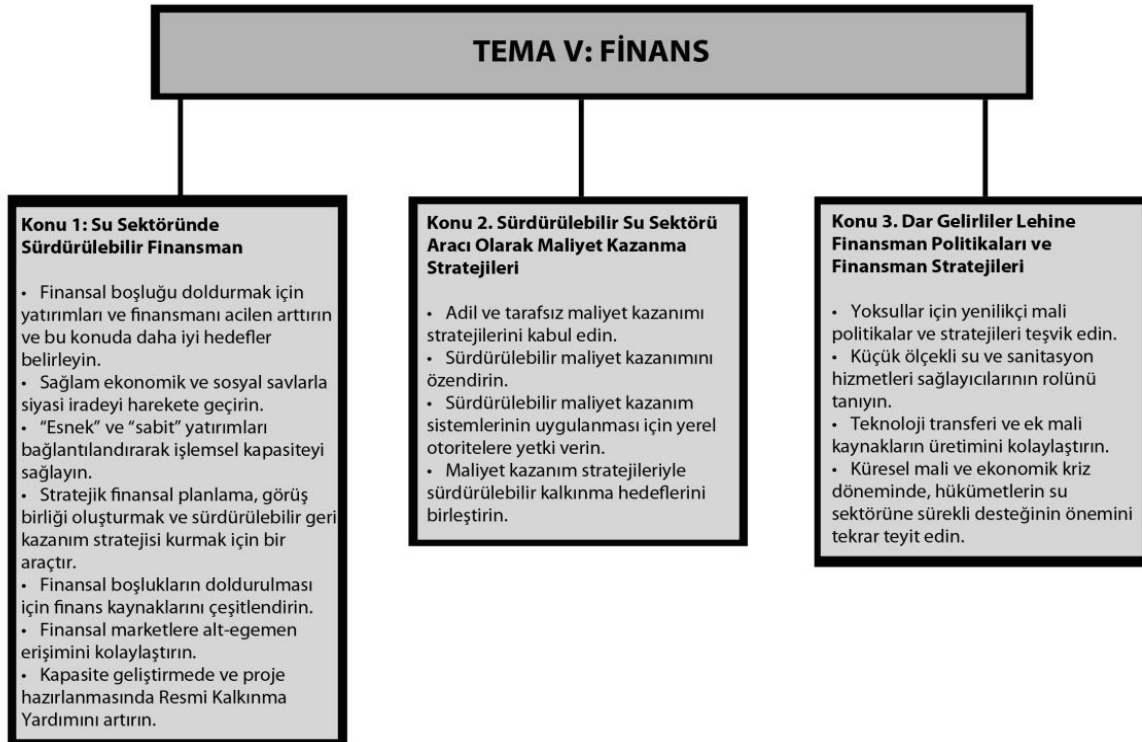 TEMA V: FİNANS
Konu 1: Su Sektöründe
Sürdürülebilir Finansman
• Finansal boşluğu doldurmak için
yatırımları ve finansmanı acilen arttırın
ve bu konuda daha iyi hedefler
belirleyin.
• Sağlam ekonomik ve sosyal savlarla
siyasi iradeyi harekete geçirin.
• “Esnek” ve “sabit” yatırımları
bağlantılandırarak işlemsel kapasiteyi
sağlayın.
• Stratejik finansal planlama, görüş
birliği oluşturmak ve sürdürülebilir geri
kazanım stratejisi kurmak için bir
araçtır.
• Finansal boşlukların doldurulması
için finans kaynaklarını çeşitlendirin.
• Finansal marketlere alt-egemen
erişimini kolaylaştırın.
• Kapasite geliştirmede ve proje
hazırlanmasında Resmi Kalkınma
Yardımını artırın.
Konu 2. Sürdürülebilir Su Sektörü
Aracı Olarak Maliyet Kazanma
Stratejileri
• Adil ve tarafsız maliyet kazanımı
stratejilerini kabul edin.
• Sürdürülebilir maliyet kazanımını
özendirin.
• Sürdürülebilir maliyet kazanım
sistemlerinin uygulanması için yerel
otoritelere yetki verin.
• Maliyet kazanım stratejileriyle
sürdürülebilir kalkınma hedeflerini
birleştirin.
Konu 3. Dar Gelirliler Lehine
Finansman Politikaları ve
Finansman Stratejileri
• Yoksullar için yenilikçi mali
politikalar ve stratejileri teşvik edin.
• Küçük ölçekli su ve sanitasyon
hizmetleri sağlayıcılarının rolünü
tanıyın.
• Teknoloji transferi ve ek mali
kaynakların üretimini kolaylaştırın.
• Küresel mali ve ekonomik kriz
döneminde, hükümetlerin su
sektörüne sürekli desteğinin önemini
tekrar teyit edin.